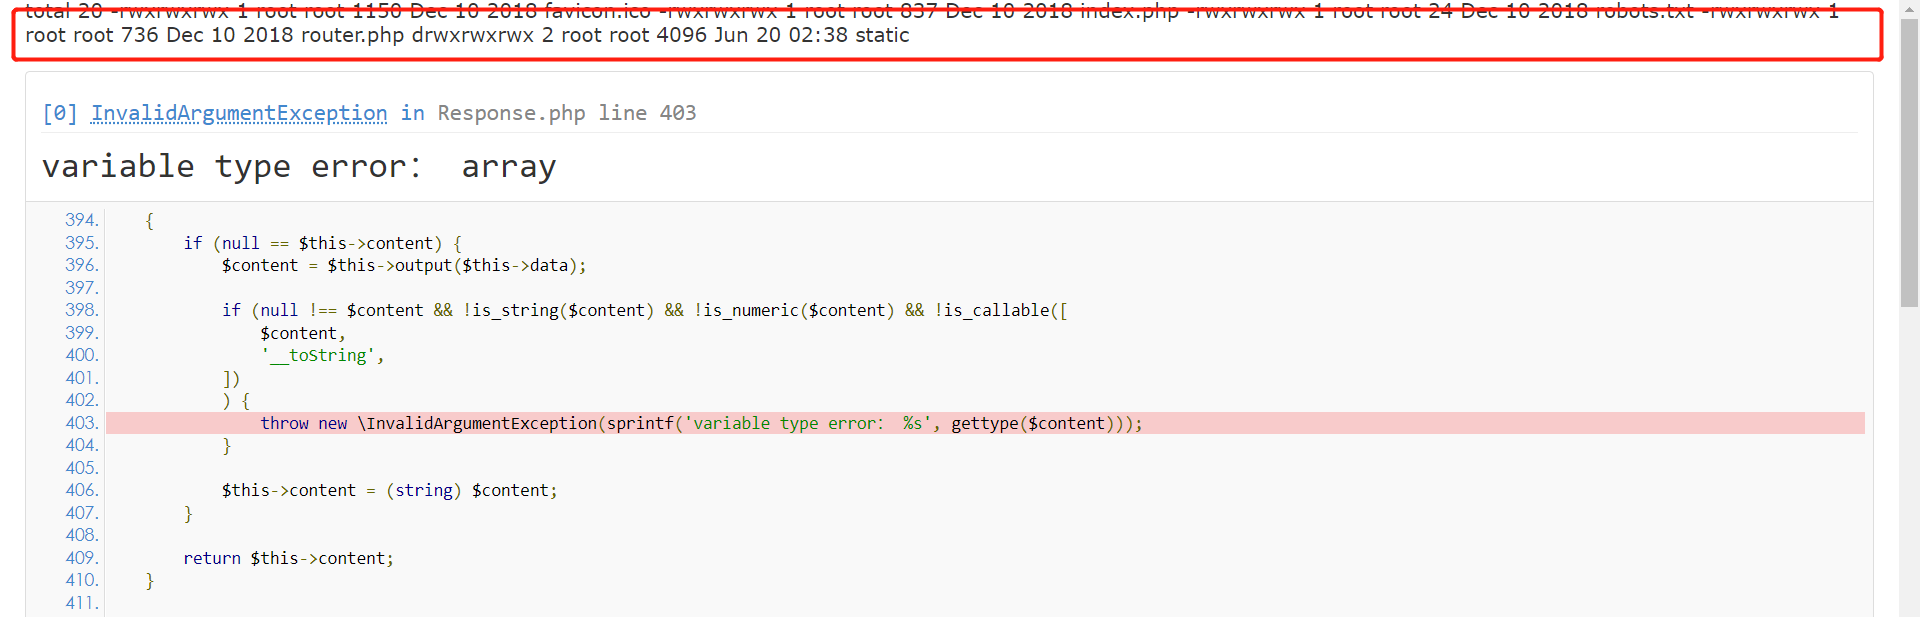 total 20 -rwxrwxrwx 1 root root 1150 Dec 10 2018 favicon.ico -rwxrwxrwx 1 root root 837 Dec 10 2018 index.php -rwxrwxrwx 1 root root 24 Dec 10 2018 robots.txt -rwxrwxrwx 1
root root 736 Dec 10 2018 router.php drwxrwxrwx 2 root root 4096 Jun 20 02:38 static
[0] InvalidArgumentException in Response.php line 403
variable type error： array
394. {
395. if (null == $this->content) {
396. $content = $this->output($this->data);
397.
398. if (null !== $content && !is_string($content) && !is_numeric($content) && !is_callable([
399. $content,
400. '__toString',
401. ])
402. ) {
403. throw new \InvalidArgumentException(sprintf('variable type error： %s', gettype($content)));
404. }
405.
406. $this->content = (string) $content;
407. }
408.
409. return $this->content;
410. }
411.